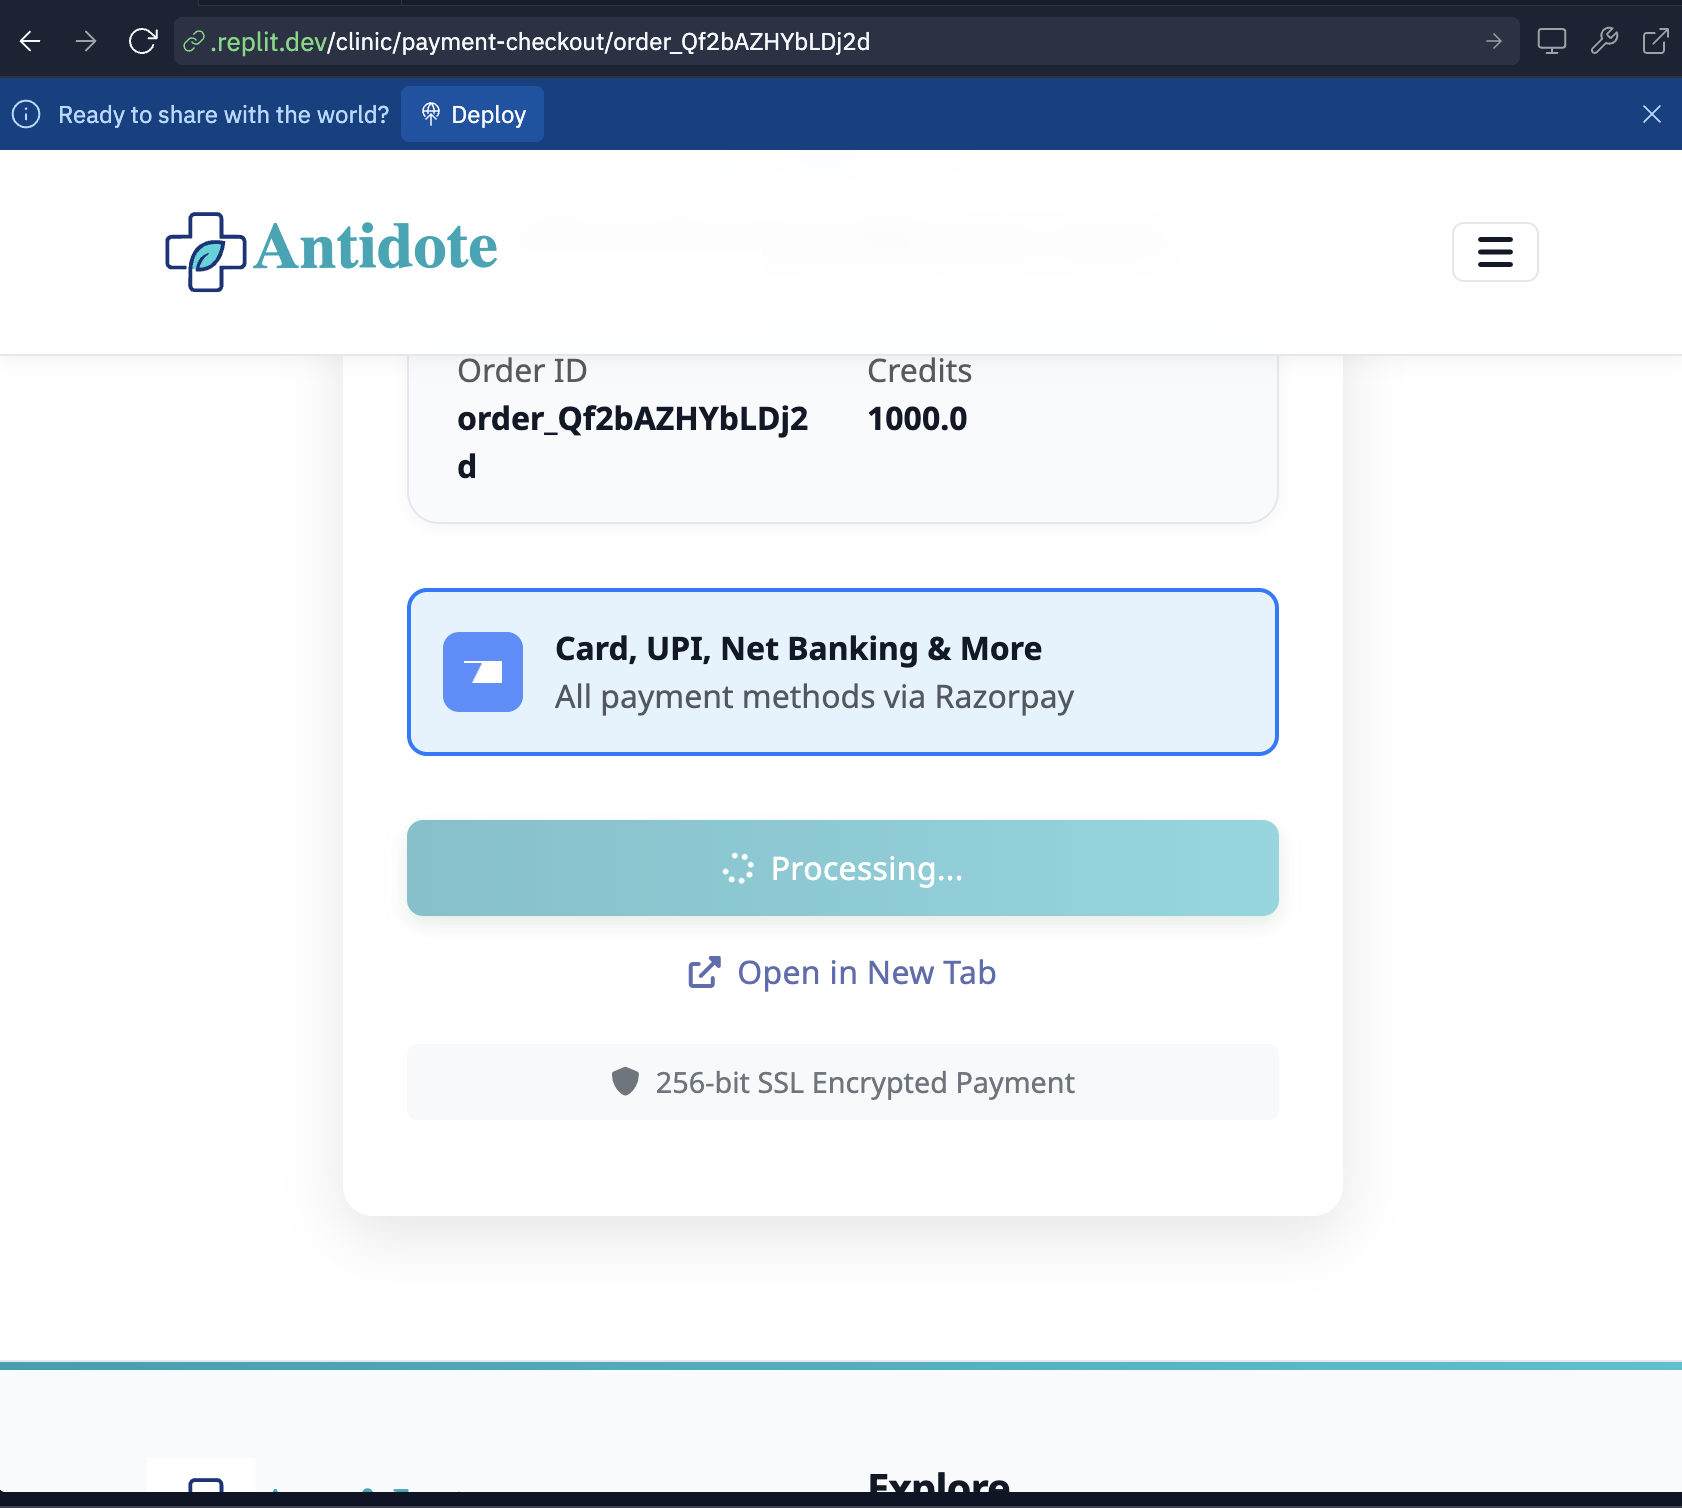 .replit.dev/clinic/payment-checkout/order_Qf2bAZHYbLDj2d
Ready to share with the world?
Deploy
Antidote
Order ID
order_Qf2bAZHYbLDj2
d
Credits
1000.0
Card, UPI, Net Banking & More
All payment methods via Razorpay
Processing...
Open in New Tab
256-bit SSL Encrypted Payment
Explore